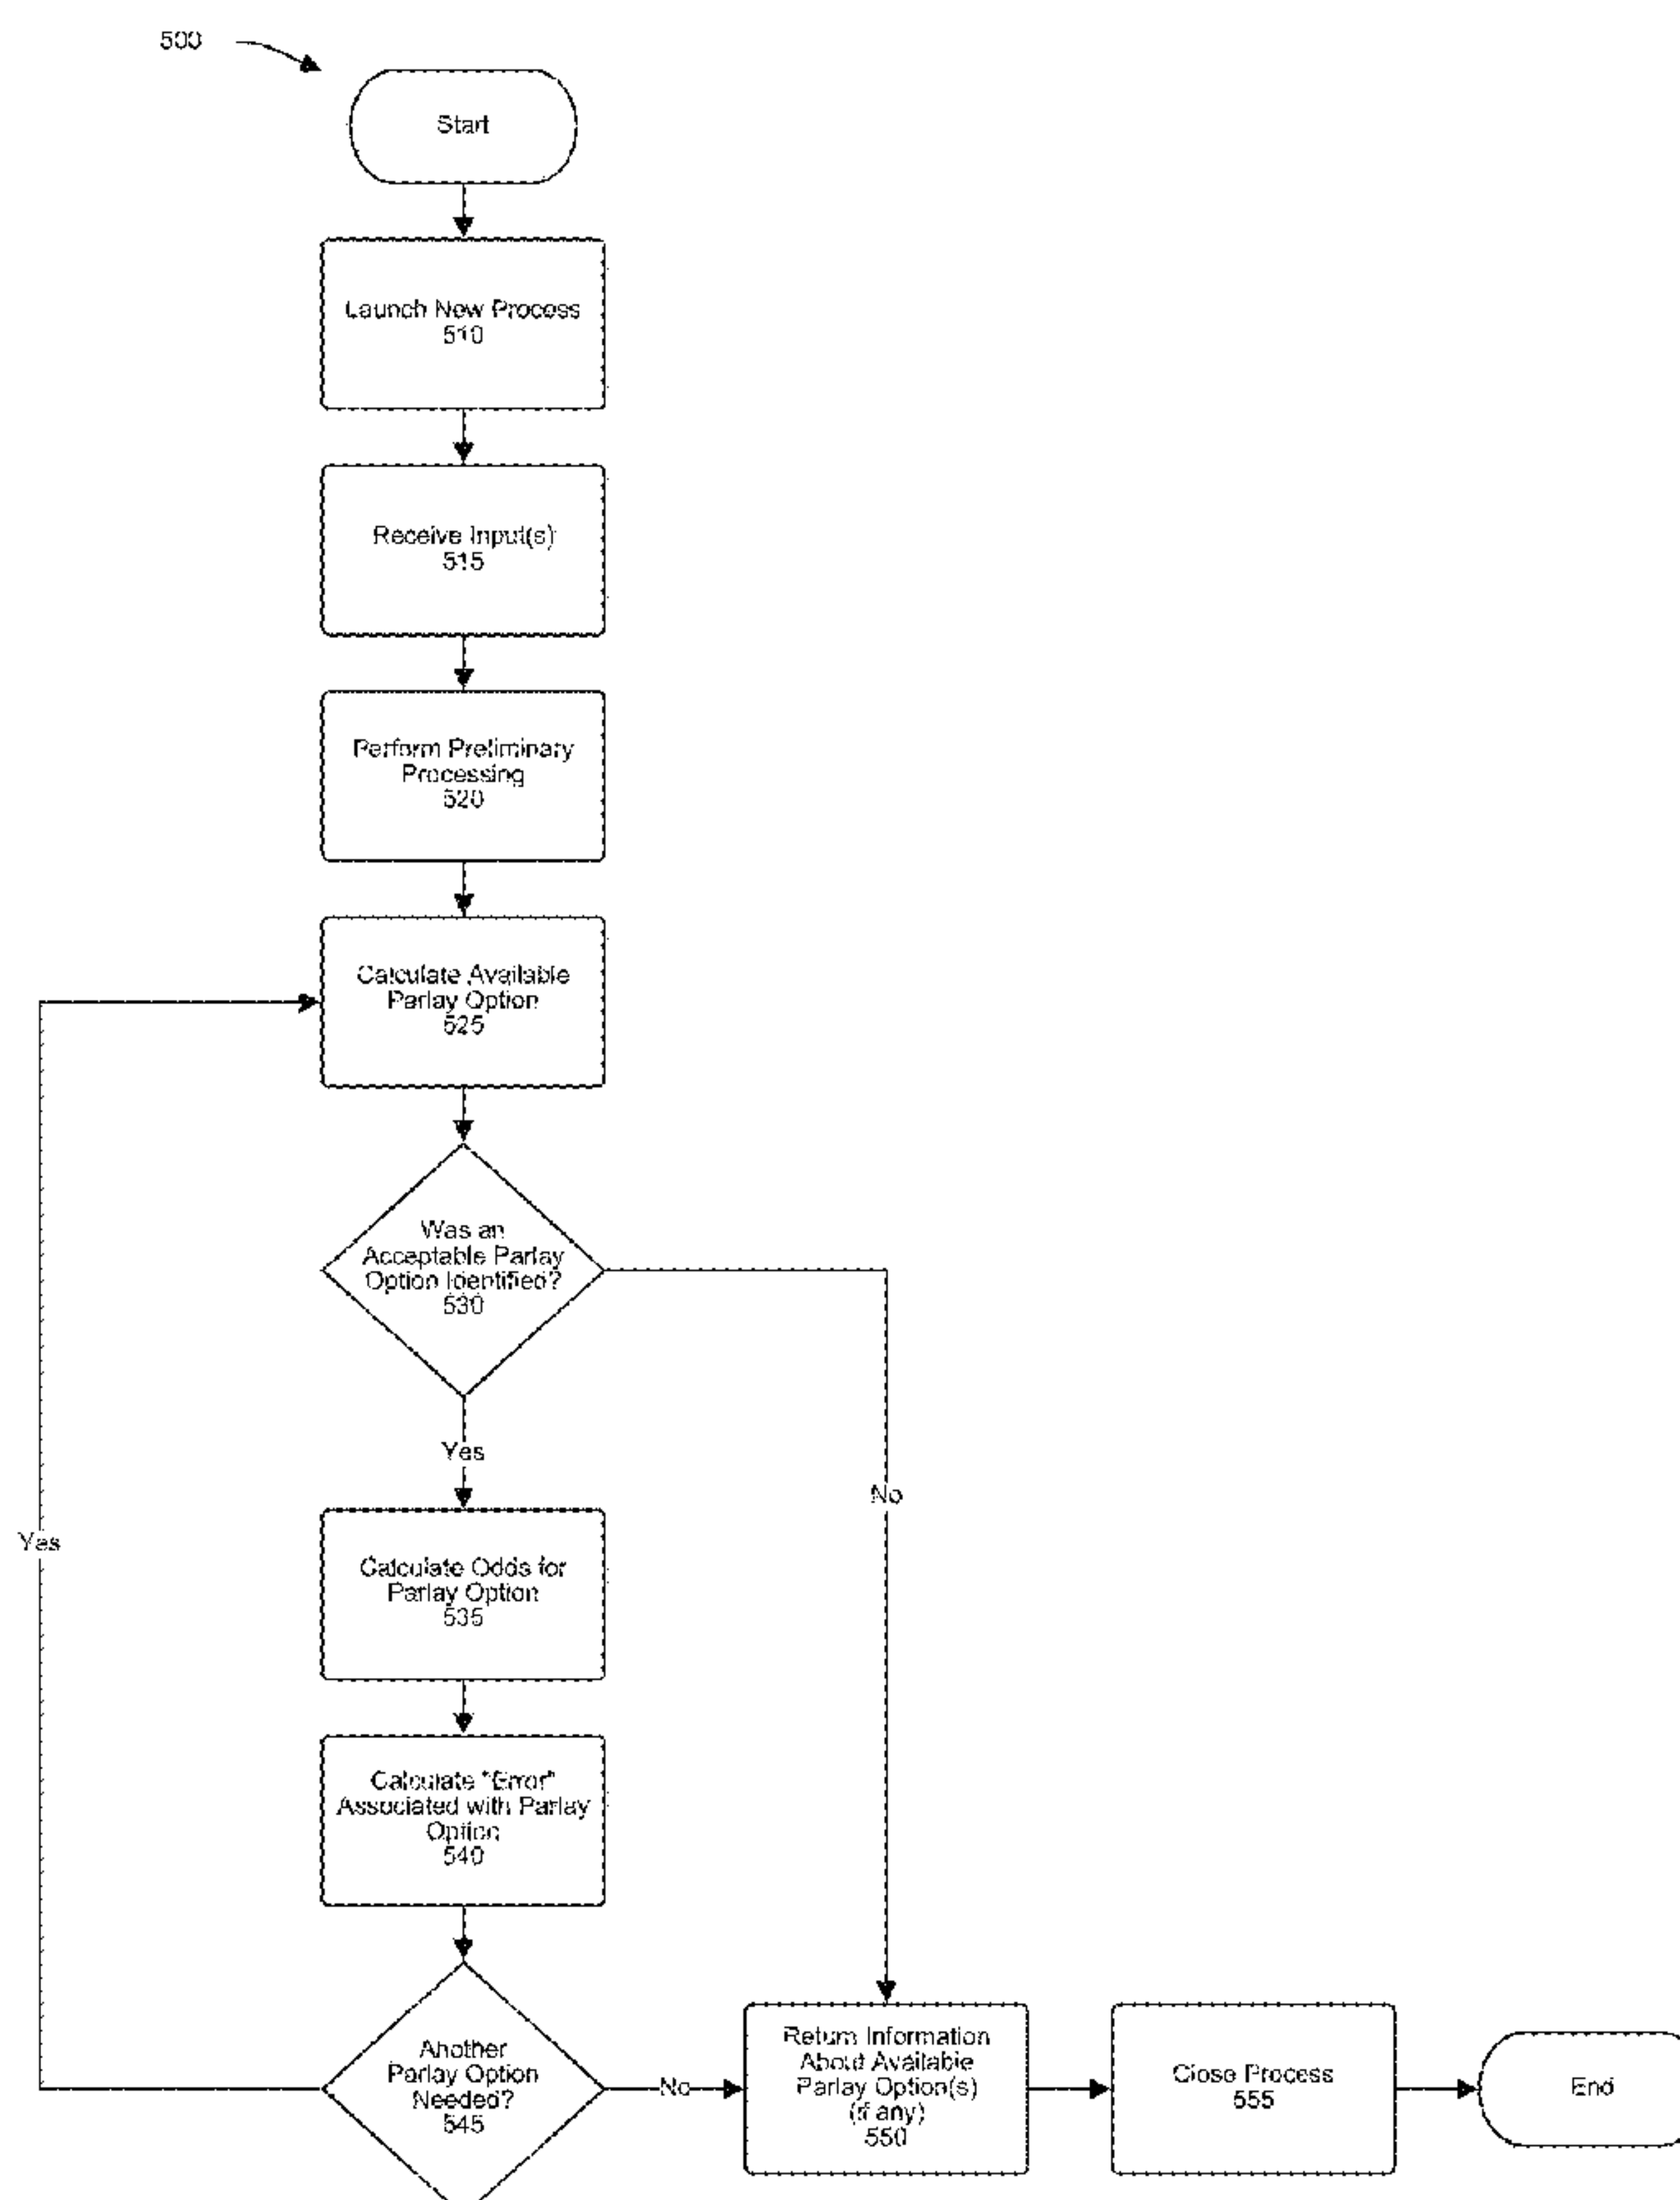 500
Start
Launch New Process
510
Receive Input(s)
515
Perform Preliminary
Processing
520
Calculate Available
Parlay Option
525
Was an
Acceptable Parlay
Option Identified?
530
Yes
No
Yes
Calculate Odds for
Parlay Option
535
Calculate "Error"
Associated with Parlay
Option
540
Another
Parlay Option
Needed?
545
No
Return Information
About Available
Parlay Option(s)
(if any)
550
Close Process
555
End